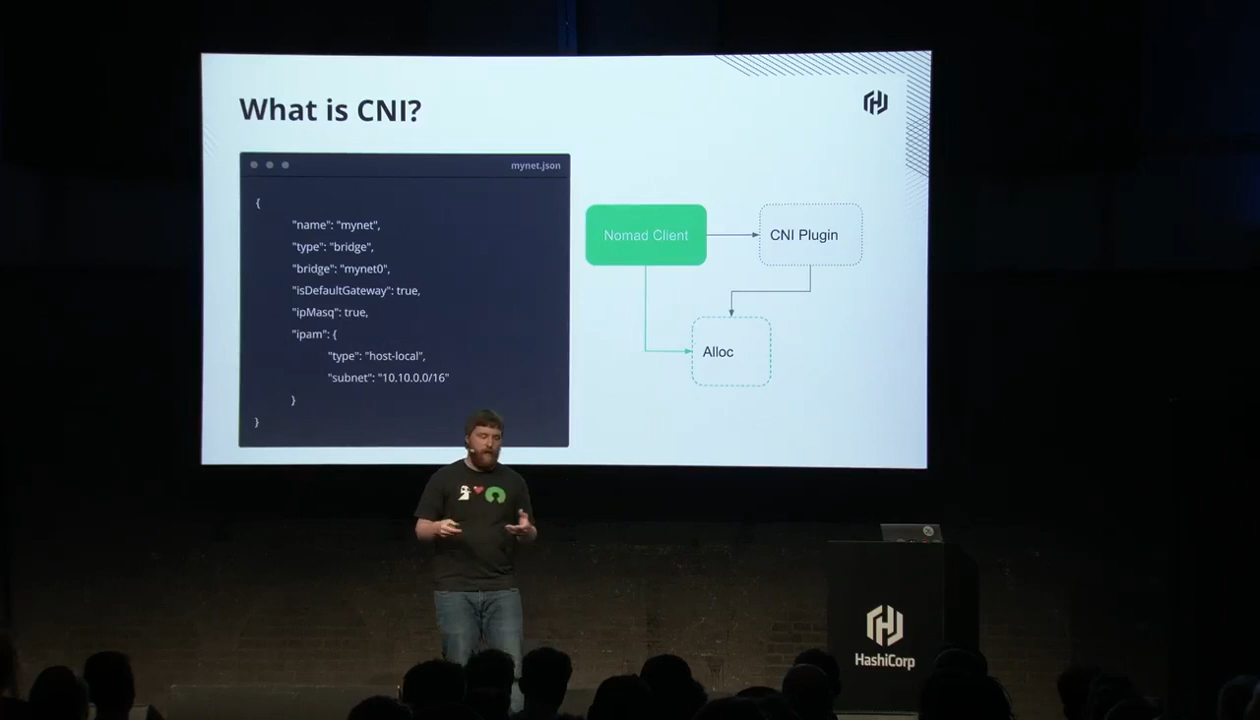 What is CNI?
mynet.json
{
"name": "mynet",
"type": "bridge",
"bridge": "mynet0",
"isDefaultGateway": true,
"ipMasq": true,
"ipam": {
"type": "host-local",
"subnet": "10.10.0.0/16"
}
}
Nomad Client
CNI Plugin
Alloc
HashiCorp